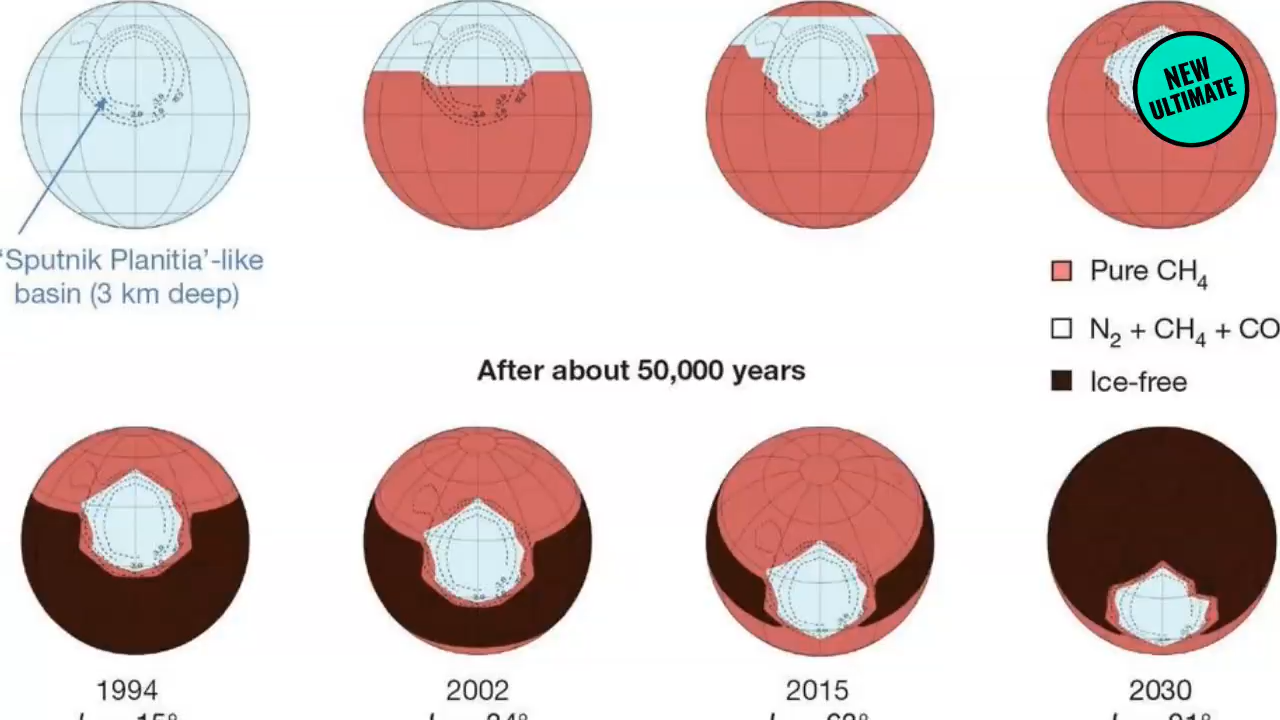 NEW
ULTIMATE
'Sputnik Planitia'-like
basin (3 km deep)
Pure CH4
N2 + CH4 + CO
Ice-free
After about 50,000 years
1994
2002
2015
2030